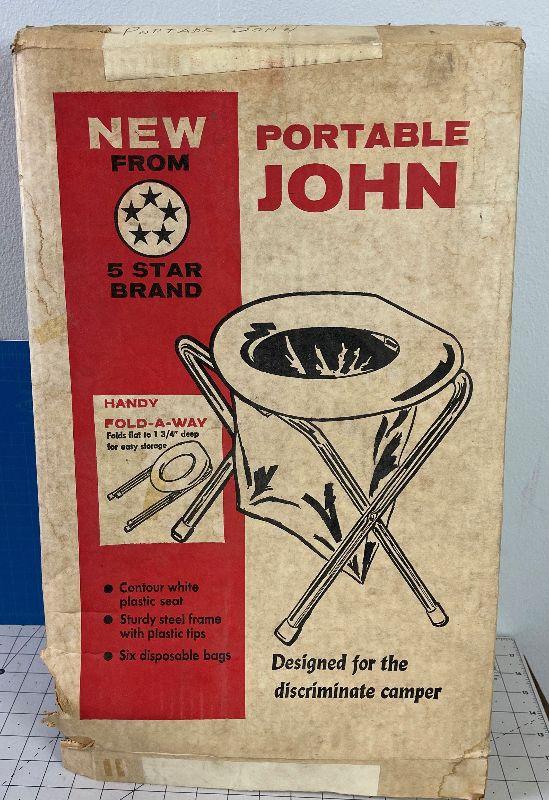 PORTABLE JOHN
NEW
FROM
5 STAR
BRAND
PORTABLE
JOHN
HANDY
FOLD-A-WAY
Folds flat to 1 3/4" deep
for easy storage
● Contour white
plastic seat
● Sturdy steel frame
with plastic tips
● Six disposable bags
Designed for the
discriminate camper